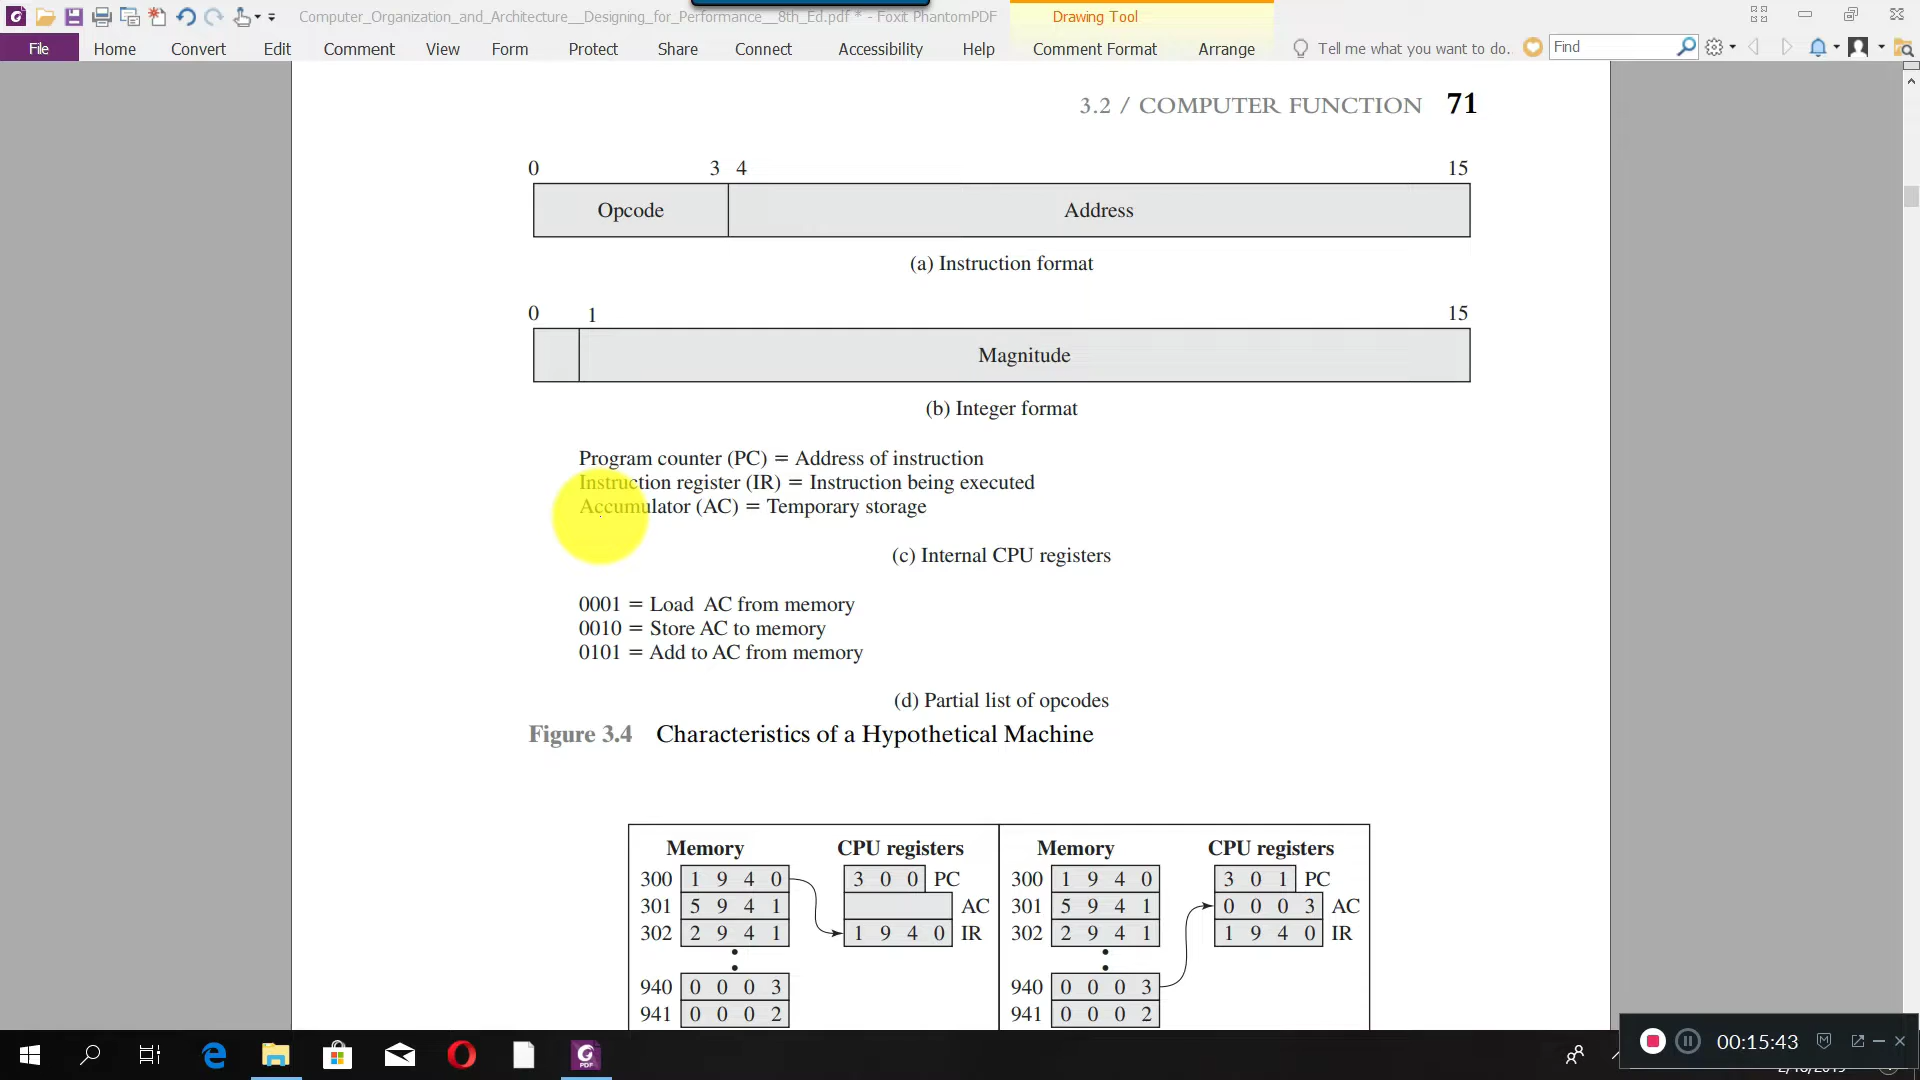 Computer_Organization_and_Architecture__Designing_for_Performance__8th_Ed.pdf * - Foxit PhantomPDF
Drawing Tool
File Home Convert Edit Comment View Form Protect Share Connect Accessibility Help Comment Format Arrange Tell me what you want to do.. Find
3.2 / COMPUTER FUNCTION 71
0 3 4 15
Opcode Address
(a) Instruction format
0 1 15
Magnitude
(b) Integer format
Program counter (PC) = Address of instruction
Instruction register (IR) = Instruction being executed
Accumulator (AC) = Temporary storage
(c) Internal CPU registers
0001 = Load AC from memory
0010 = Store AC to memory
0101 = Add to AC from memory
(d) Partial list of opcodes
Figure 3.4 Characteristics of a Hypothetical Machine
Memory CPU registers Memory CPU registers
300 1 9 4 0 3 0 0 PC 300 1 9 4 0 3 0 1 PC
301 5 9 4 1 AC 301 5 9 4 1 0 0 0 3 AC
302 2 9 4 1 1 9 4 0 IR 302 2 9 4 1 1 9 4 0 IR
940 0 0 0 3 940 0 0 0 3
941 0 0 0 2 941 0 0 0 2
00:15:43